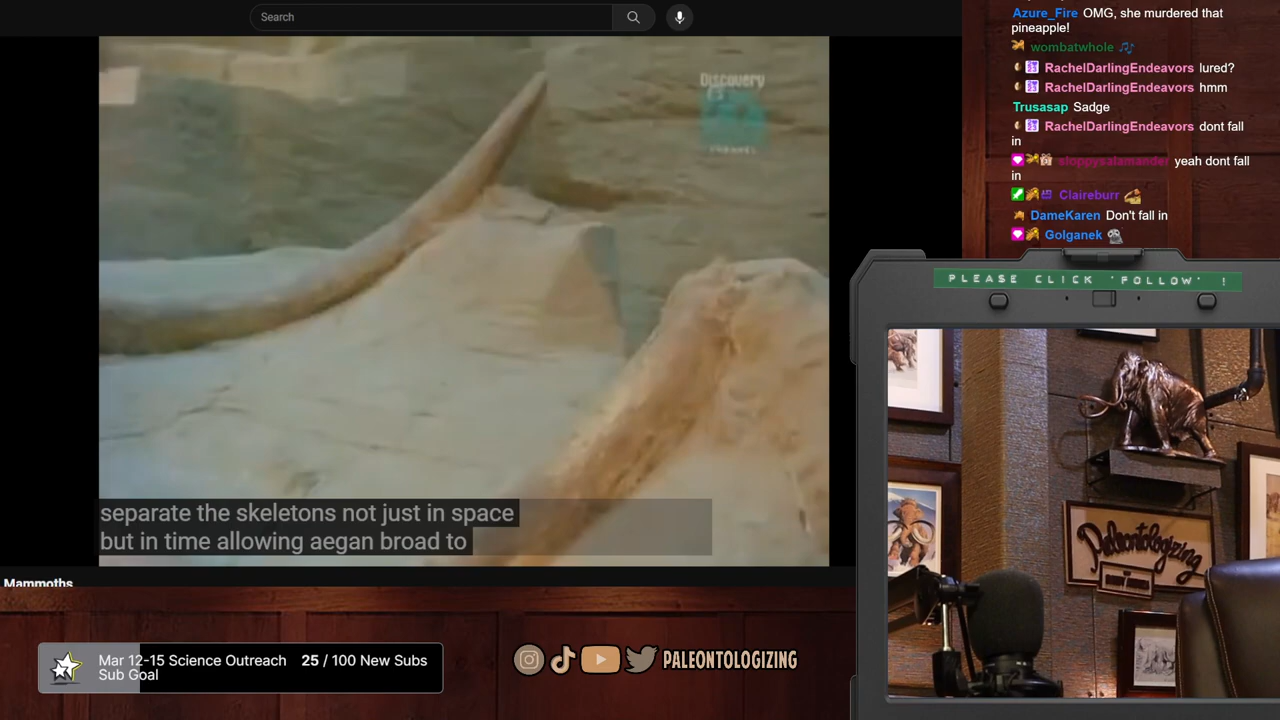 Search
Discovery
CHANNEL
separate the skeletons not just in space
but in time allowing aegan broad to
Mammoths
Azure_Fire OMG, she murdered that
pineapple!
wombatwhole
RachelDarlingEndeavors lured?
RachelDarlingEndeavors hmm
Trusasap Sadge
RachelDarlingEndeavors dont fall
in
sloppysalamander yeah dont fall
in
Claireburr
DameKaren Don't fall in
Golganek
PLEASE CLICK 'FOLLOW' !
Paleontologizing
Mar 12-15 Science Outreach 25 / 100 New Subs
Sub Goal
PALEONTOLOGIZING